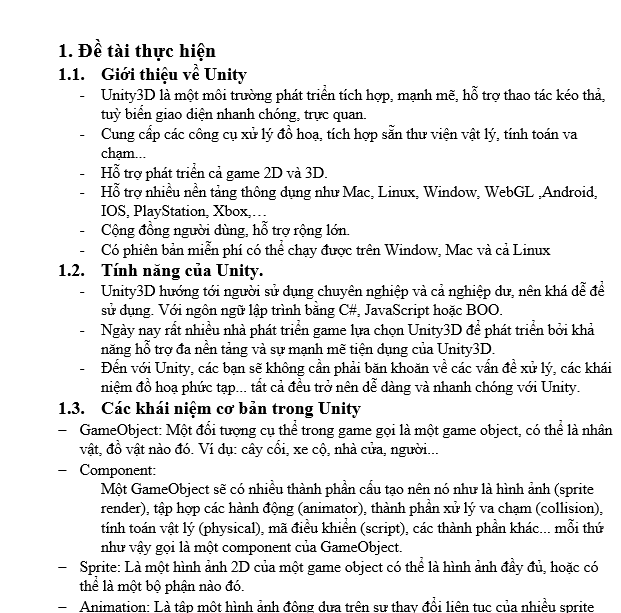 1. Đề tài thực hiện
1.1. Giới thiệu về Unity
- Unity3D là một môi trường phát triển tích hợp, mạnh mẽ, hỗ trợ thao tác kéo thả,
tuỳ biến giao diện nhanh chóng, trực quan.
- Cung cấp các công cụ xử lý đồ hoạ, tích hợp sẵn thư viện vật lý, tính toán va
chạm...
- Hỗ trợ phát triển cả game 2D và 3D.
- Hỗ trợ nhiều nền tảng thông dụng như Mac, Linux, Window, WebGL ,Android,
IOS, PlayStation, Xbox,...
- Cộng đồng người dùng, hỗ trợ rộng lớn.
- Có phiên bản miễn phí có thể chạy được trên Window, Mac và cả Linux
1.2. Tính năng của Unity.
- Unity3D hướng tới người sử dụng chuyên nghiệp và cả nghiệp dư, nên khá dễ để
sử dụng. Với ngôn ngữ lập trình bằng C#, JavaScript hoặc BOO.
- Ngày nay rất nhiều nhà phát triển game lựa chọn Unity3D để phát triển bởi khả
năng hỗ trợ đa nền tảng và sự mạnh mẽ tiện dụng của Unity3D.
- Đến với Unity, các bạn sẽ không cần phải băn khoăn về các vấn đề xử lý, các khái
niệm đồ hoạ phức tạp... tất cả đều trở nên dễ dàng và nhanh chóng với Unity.
1.3. Các khái niệm cơ bản trong Unity
– GameObject: Một đối tượng cụ thể trong game gọi là một game object, có thể là nhân
vật, đồ vật nào đó. Ví dụ: cây cối, xe cộ, nhà cửa, người...
– Component:
Một GameObject sẽ có nhiều thành phần cấu tạo nên nó như là hình ảnh (sprite
render), tập hợp các hành động (animator), thành phần xử lý va chạm (collision),
tính toán vật lý (physical), mã điều khiển (script), các thành phần khác... mỗi thứ
như vậy gọi là một component của GameObject.
– Sprite: Là một hình ảnh 2D của một game object có thể là hình ảnh đầy đủ, hoặc có
thể là một bộ phận nào đó.
– Animation: Là tập một hình ảnh động dựa trên sự thay đổi liên tục của nhiều sprite